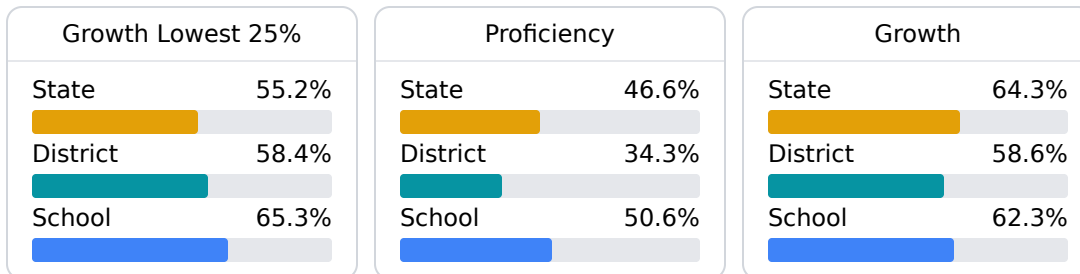 Growth Lowest 25%
State 55.2%
District 58.4%
School 65.3%
Proficiency
State 46.6%
District 34.3%
School 50.6%
Growth
State 64.3%
District 58.6%
School 62.3%